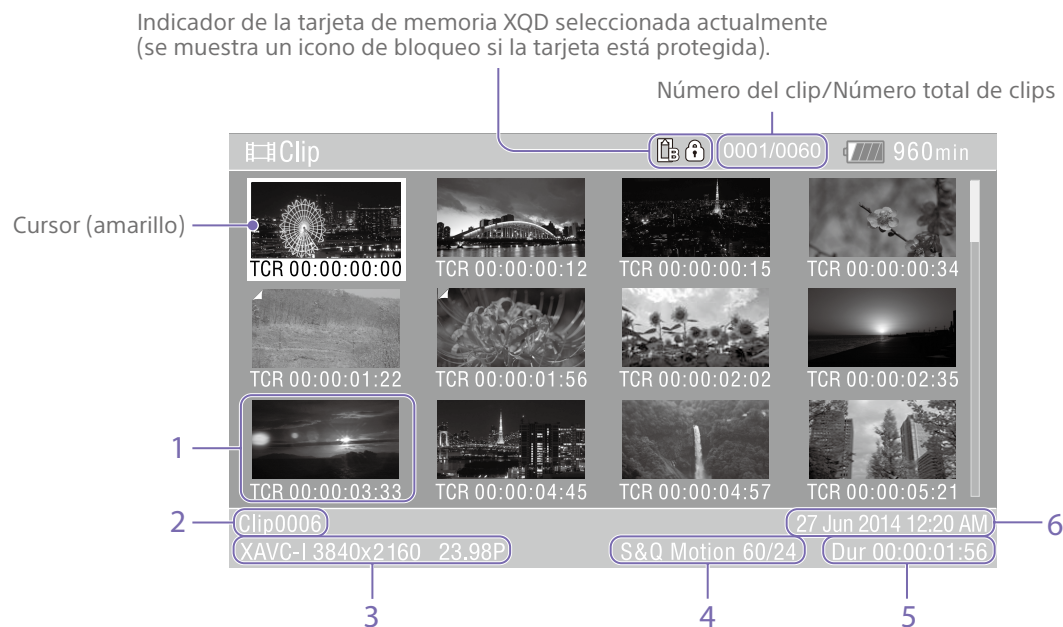 Indicador de la tarjeta de memoria XQD seleccionada actualmente
(se muestra un icono de bloqueo si la tarjeta está protegida).
Número del clip/Número total de clips
Clip
B
0001/0060
960min
Cursor (amarillo)
TCR 00:00:00:00
TCR 00:00:00:12
TCR 00:00:00:15
TCR 00:00:00:34
TCR 00:00:01:22
TCR 00:00:01:56
TCR 00:00:02:02
TCR 00:00:02:35
1
TCR 00:00:03:33
TCR 00:00:04:45
TCR 00:00:04:57
TCR 00:00:05:21
2
Clip0006
27 Jun 2014 12:20 AM
6
XAVC-I 3840x2160 23.98P
S&Q Motion 60/24
Dur 00:00:01:56
3
4
5